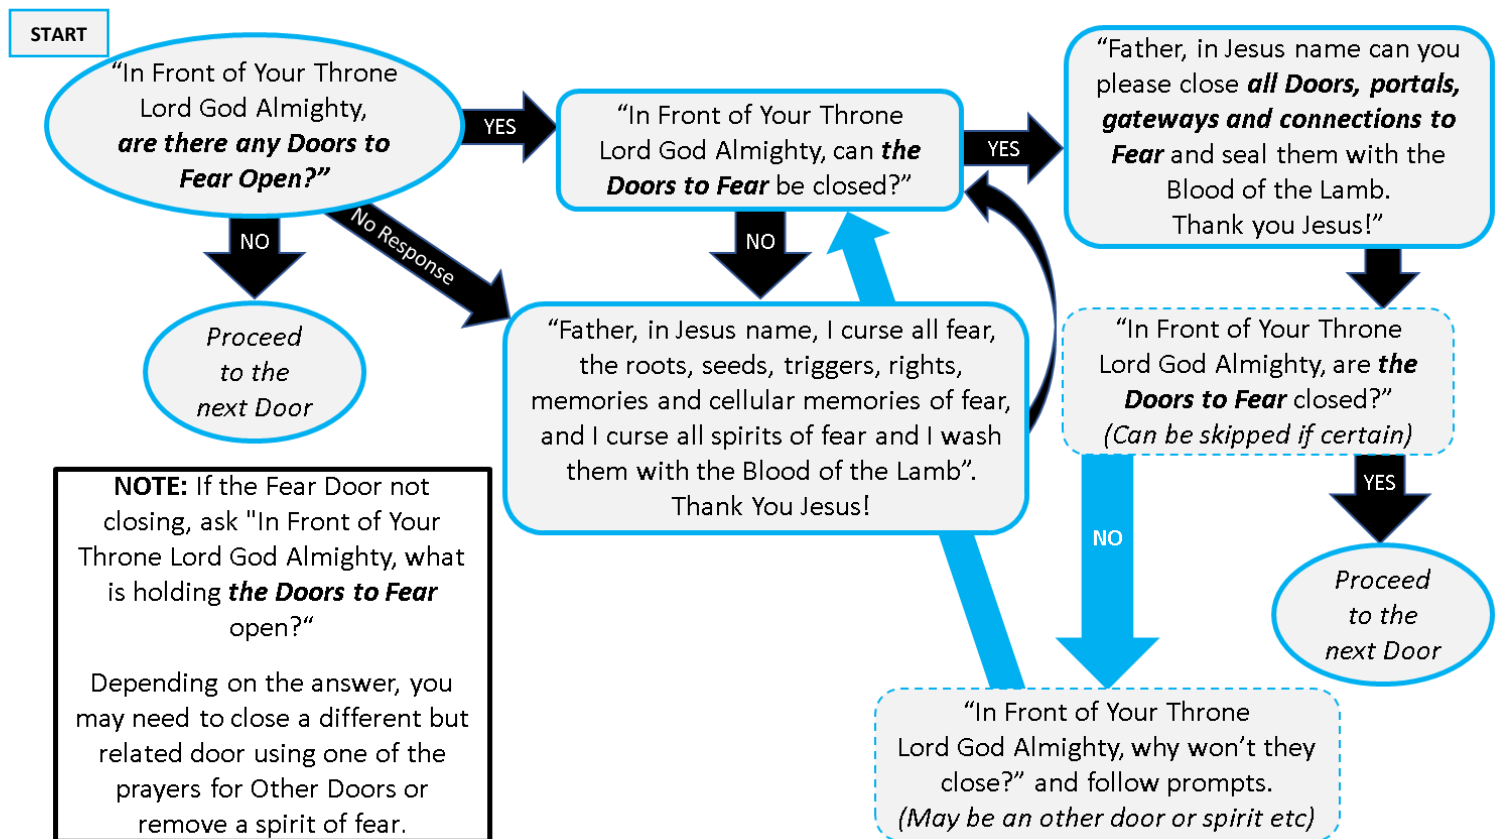 START
“In Front of Your Throne
Lord God Almighty,
are there any Doors to
Fear Open?”
YES
“In Front of Your Throne
Lord God Almighty, can the
Doors to Fear be closed?”
YES
“Father, in Jesus name can you
please close all Doors, portals,
gateways and connections to
Fear and seal them with the
Blood of the Lamb.
Thank you Jesus!”
NO
No Response
NO
Proceed
to the
next Door
“Father, in Jesus name, I curse all fear,
the roots, seeds, triggers, rights,
memories and cellular memories of fear,
and I curse all spirits of fear and I wash
them with the Blood of the Lamb”.
Thank You Jesus!
“In Front of Your Throne
Lord God Almighty, are the
Doors to Fear closed?”
(Can be skipped if certain)
NO
YES
Proceed
to the
next Door
“In Front of Your Throne
Lord God Almighty, why won’t they
close?” and follow prompts.
(May be an other door or spirit etc)
NOTE: If the Fear Door not
closing, ask "In Front of Your
Throne Lord God Almighty, what
is holding the Doors to Fear
open?“
Depending on the answer, you
may need to close a different but
related door using one of the
prayers for Other Doors or
remove a spirit of fear.